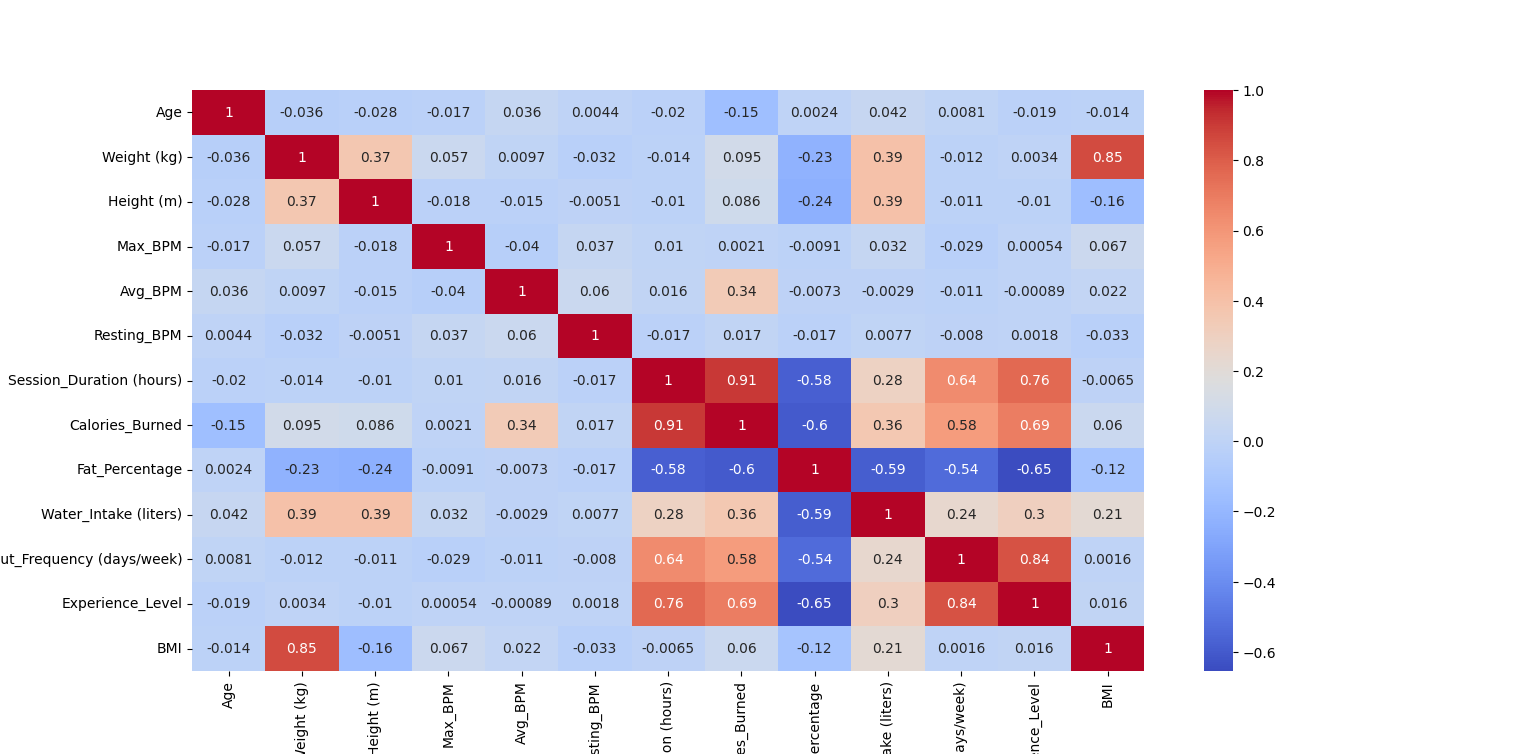 Age 1 -0.036 -0.028 -0.017 0.036 0.0044 -0.02 -0.15 0.0024 0.042 0.0081 -0.019 -0.014
Weight (kg) -0.036 1 0.37 0.057 0.0097 -0.032 -0.014 0.095 -0.23 0.39 -0.012 0.0034 0.85
Height (m) -0.028 0.37 1 -0.018 -0.015 -0.0051 -0.01 0.086 -0.24 0.39 -0.011 -0.01 -0.16
Max_BPM -0.017 0.057 -0.018 1 -0.04 0.037 0.01 0.0021 -0.0091 0.032 -0.029 0.00054 0.067
Avg_BPM 0.036 0.0097 -0.015 -0.04 1 0.06 0.016 0.34 -0.0073 -0.0029 -0.011 -0.00089 0.022
Resting_BPM 0.0044 -0.032 -0.0051 0.037 0.06 1 -0.017 0.017 -0.017 0.0077 -0.008 0.0018 -0.033
Session_Duration (hours) -0.02 -0.014 -0.01 0.01 0.016 -0.017 1 0.91 -0.58 0.28 0.64 0.76 -0.0065
Calories_Burned -0.15 0.095 0.086 0.0021 0.34 0.017 0.91 1 -0.6 0.36 0.58 0.69 0.06
Fat_Percentage 0.0024 -0.23 -0.24 -0.0091 -0.0073 -0.017 -0.58 -0.6 1 -0.59 -0.54 -0.65 -0.12
Water_Intake (liters) 0.042 0.39 0.39 0.032 -0.0029 0.0077 0.28 0.36 -0.59 1 0.24 0.3 0.21
ut_Frequency (days/week) 0.0081 -0.012 -0.011 -0.029 -0.011 -0.008 0.64 0.58 -0.54 0.24 1 0.84 0.0016
Experience_Level -0.019 0.0034 -0.01 0.00054 -0.00089 0.0018 0.76 0.69 -0.65 0.3 0.84 1 0.016
BMI -0.014 0.85 -0.16 0.067 0.022 -0.033 -0.0065 0.06 -0.12 0.21 0.0016 0.016 1
Age
Weight (kg)
Height (m)
Max_BPM
Avg_BPM
sting_BPM
on (hours)
es_Burned
ercentage
ake (liters)
ays/week)
nce_Level
BMI
1.0
0.8
0.6
0.4
0.2
0.0
−0.2
−0.4
−0.6